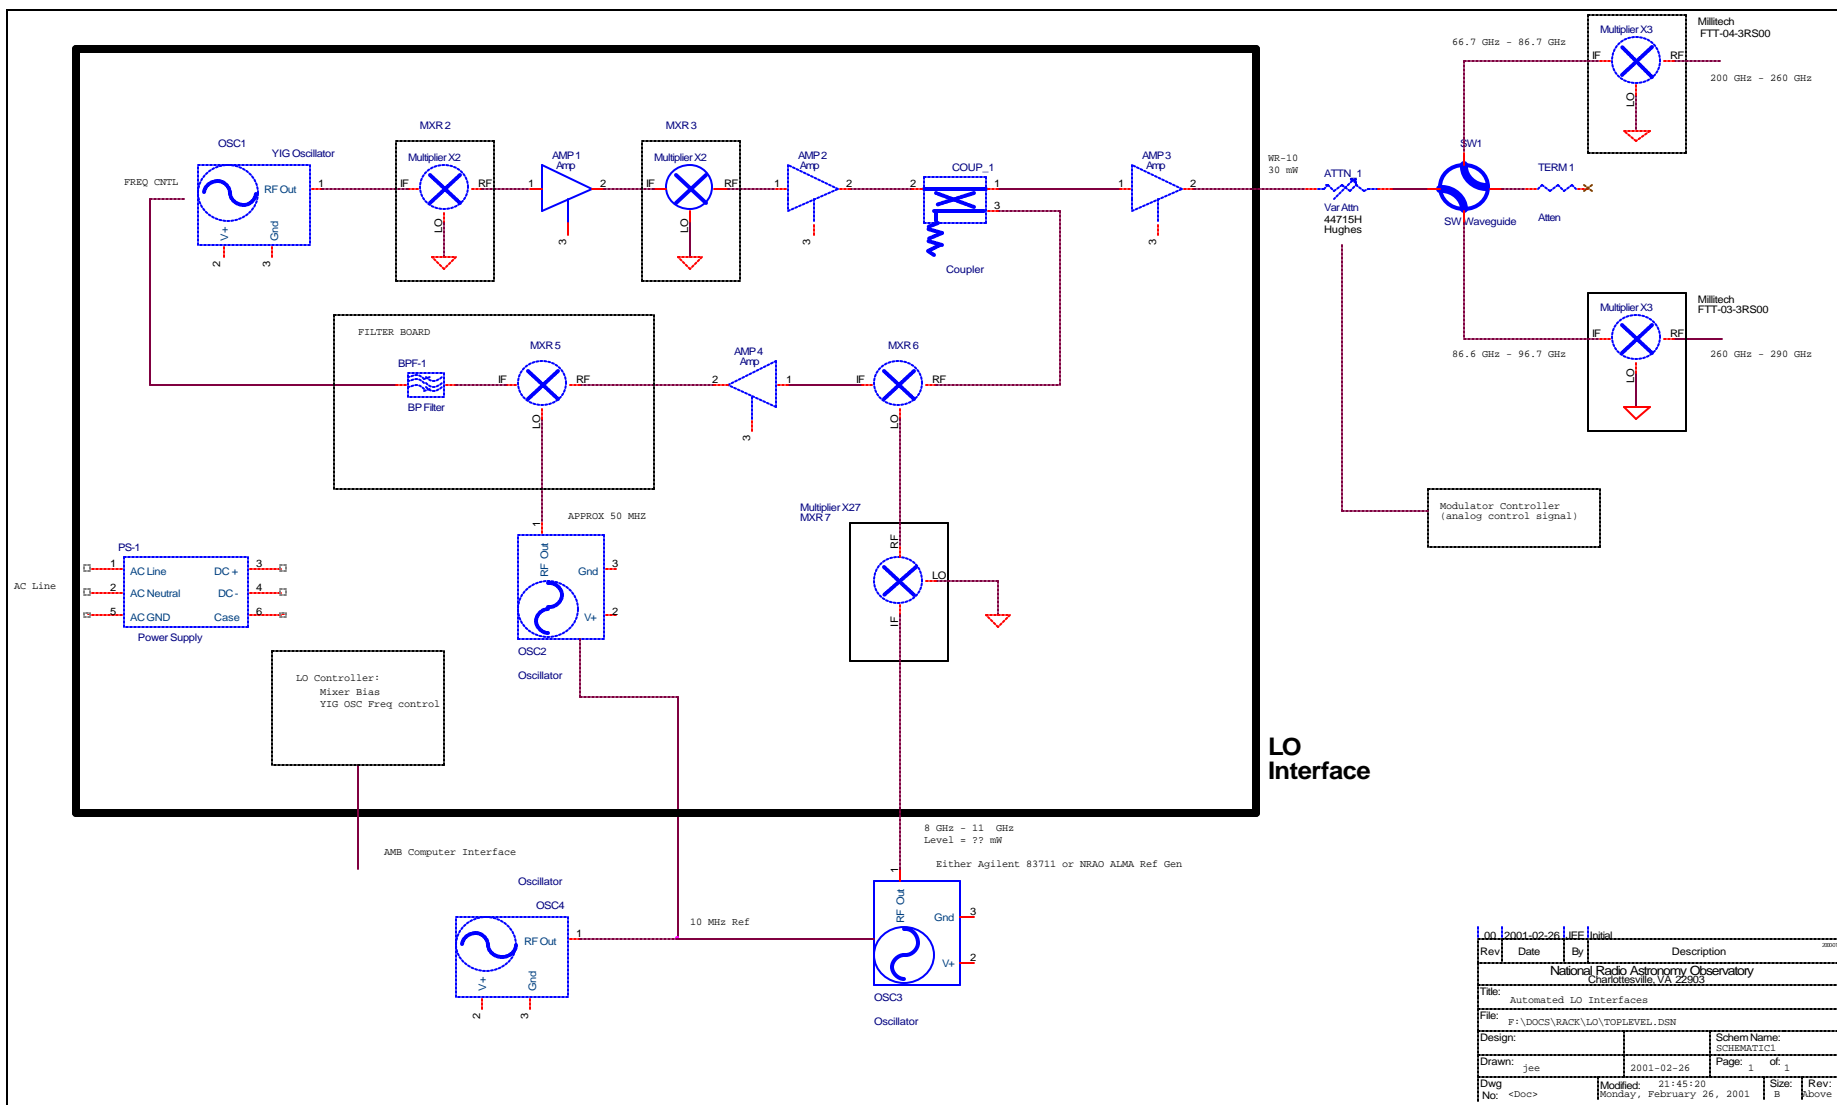 Millitech
FTT-04-3RS00
Multiplier X3
66.7 GHz - 86.7 GHz
IF
RF
LO
200 GHz - 260 GHz
MXR 2
MXR 3
OSC1
YIG Oscillator
FREQ CNTL
RF Out
1
V+
Gnd
2
3
Multiplier X2
IF
RF
LO
AMP 1
Amp
1
2
3
Multiplier X2
IF
RF
LO
AMP 2
Amp
1
2
3
COUP_1
2
1
3
Coupler
AMP 3
Amp
1
2
3
WR-10
30 mW
ATTN_1
Var Attn
44715H
Hughes
SW1
SW Waveguide
TERM 1
Atten
Millitech
FTT-03-3RS00
Multiplier X3
IF
RF
LO
86.6 GHz - 96.7 GHz
260 GHz - 290 GHz
FILTER BOARD
BPF-1
BP Filter
MXR 5
IF
RF
LO
AMP 4
Amp
2
1
3
MXR 6
IF
RF
LO
Modulator Controller
(analog control signal)
Multiplier X27
MXR 7
RF
LO
IF
APPROX 50 MHZ
1
RF Out
Gnd
3
V+
2
OSC2
Oscillator
PS-1
AC Line
1
AC Line
DC +
3
2
AC Neutral
DC -
4
5
AC GND
Case
6
Power Supply
LO Controller:
Mixer Bias
YIG OSC Freq control
LO
Interface
AMB Computer Interface
8 GHz - 11 GHz
Level = ?? mW
Either Agilent 83711 or NRAO ALMA Ref Gen
Oscillator
OSC4
RF Out
1
V+
Gnd
2
3
10 MHz Ref
1
RF Out
Gnd
3
V+
2
OSC3
Oscillator
00 2001-02-26 JEE Initial
Rev Date By Description
National Radio Astronomy Observatory
Charlottesville, VA 22903
Title:
Automated LO Interfaces
File:
F:\DOCS\RACK\LO\TOPLEVEL.DSN
Design:
Schem Name:
SCHEMATIC1
Drawn: jee 2001-02-26 Page: 1 of: 1
Dwg No: <Doc>
Modified: 21:45:20
Monday, February 26, 2001
Size: B
Rev: Above